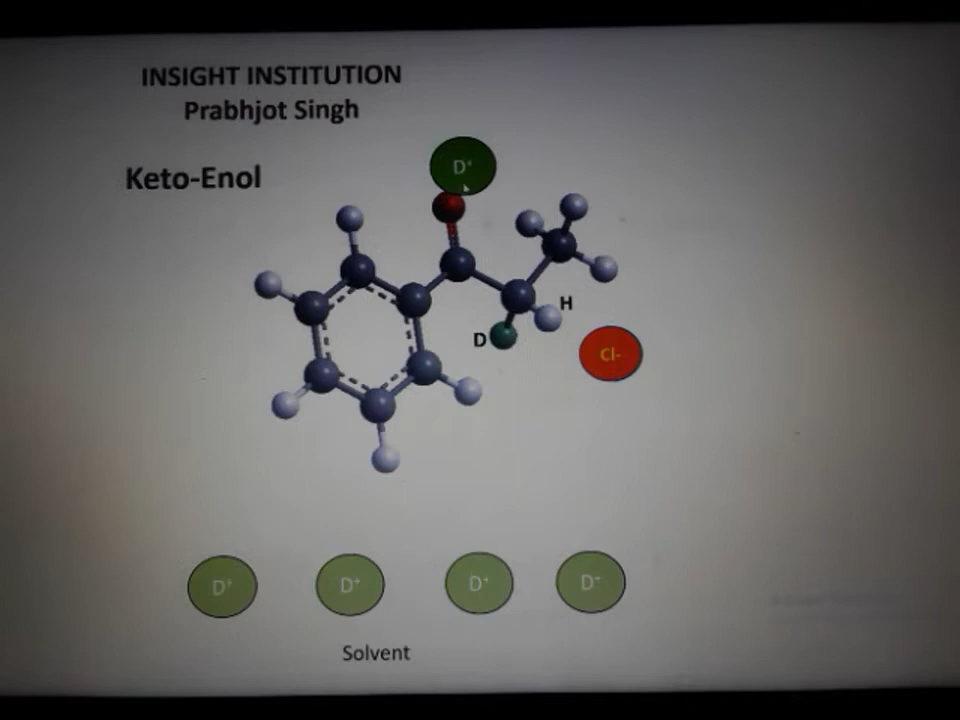 INSIGHT INSTITUTION
Prabhjot Singh
Keto-Enol
D⁺
H
D
Cl-
D⁺
D⁺
D⁺
D⁺
Solvent